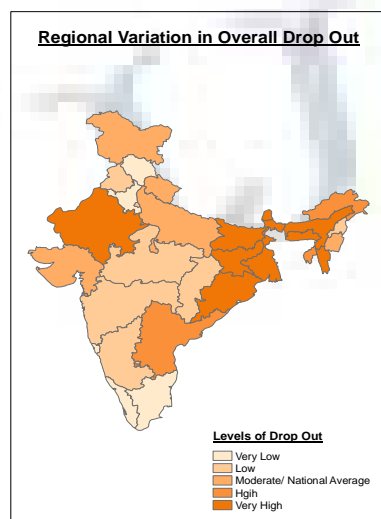 Regional Variation in Overall Drop Out
Levels of Drop Out
Very Low
Low
Moderate/ National Average
Hgih
Very High